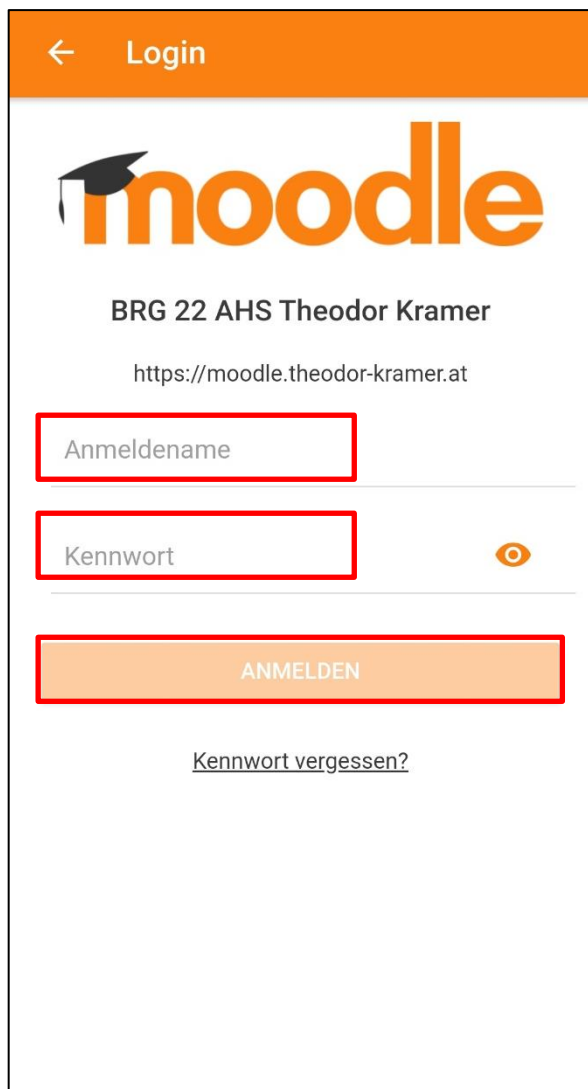 Login
moodle
BRG 22 AHS Theodor Kramer
https://moodle.theodor-kramer.at
Anmeldename
Kennwort
ANMELDEN
Kennwort vergessen?